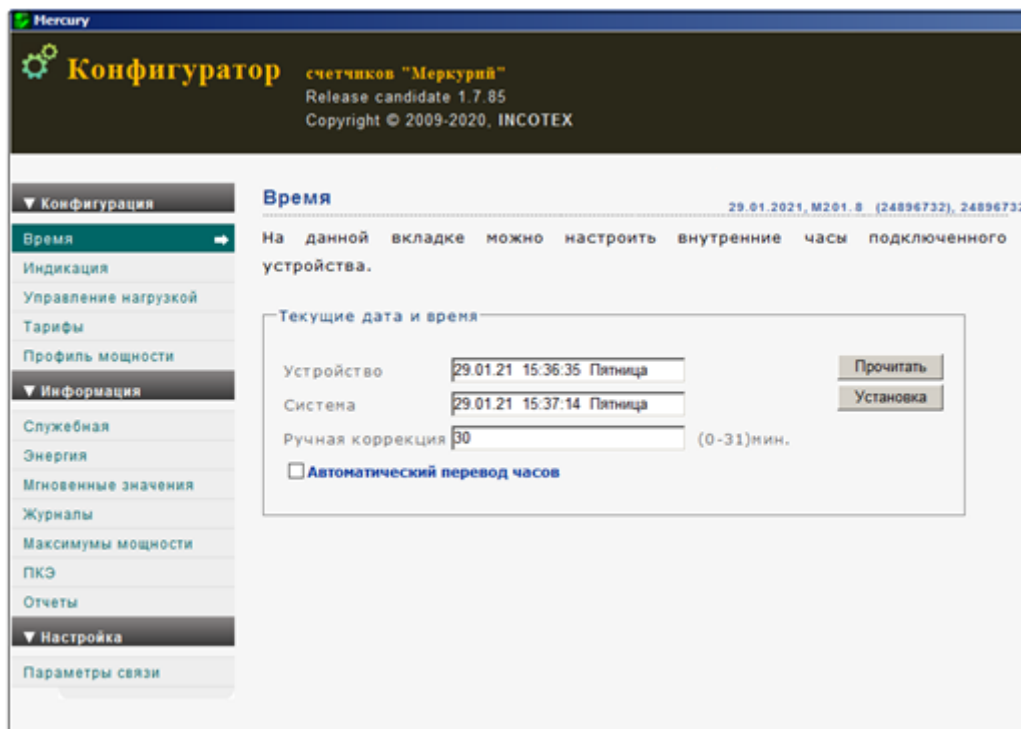 Mercury
Конфигуратор счетчиков "Меркурий"
Release candidate 1.7.85
Copyright © 2009-2020, INCOTEX
▼ Конфигурация
Время
Индикация
Управление нагрузкой
Тарифы
Профиль мощности
▼ Информация
Служебная
Энергия
Мгновенные значения
Журналы
Максимумы мощности
ПКЭ
Отчеты
▼ Настройка
Параметры связи
Время
29.01.2021, М201.8 (24896732), 24896732
На данной вкладке можно настроить внутренние часы подключенного
устройства.
Текущие дата и время
Устройство 29.01.21 15:36:35 Пятница Прочитать
Система 29.01.21 15:37:14 Пятница Установка
Ручная коррекция 30 (0-31)мин.
Автоматический перевод часов